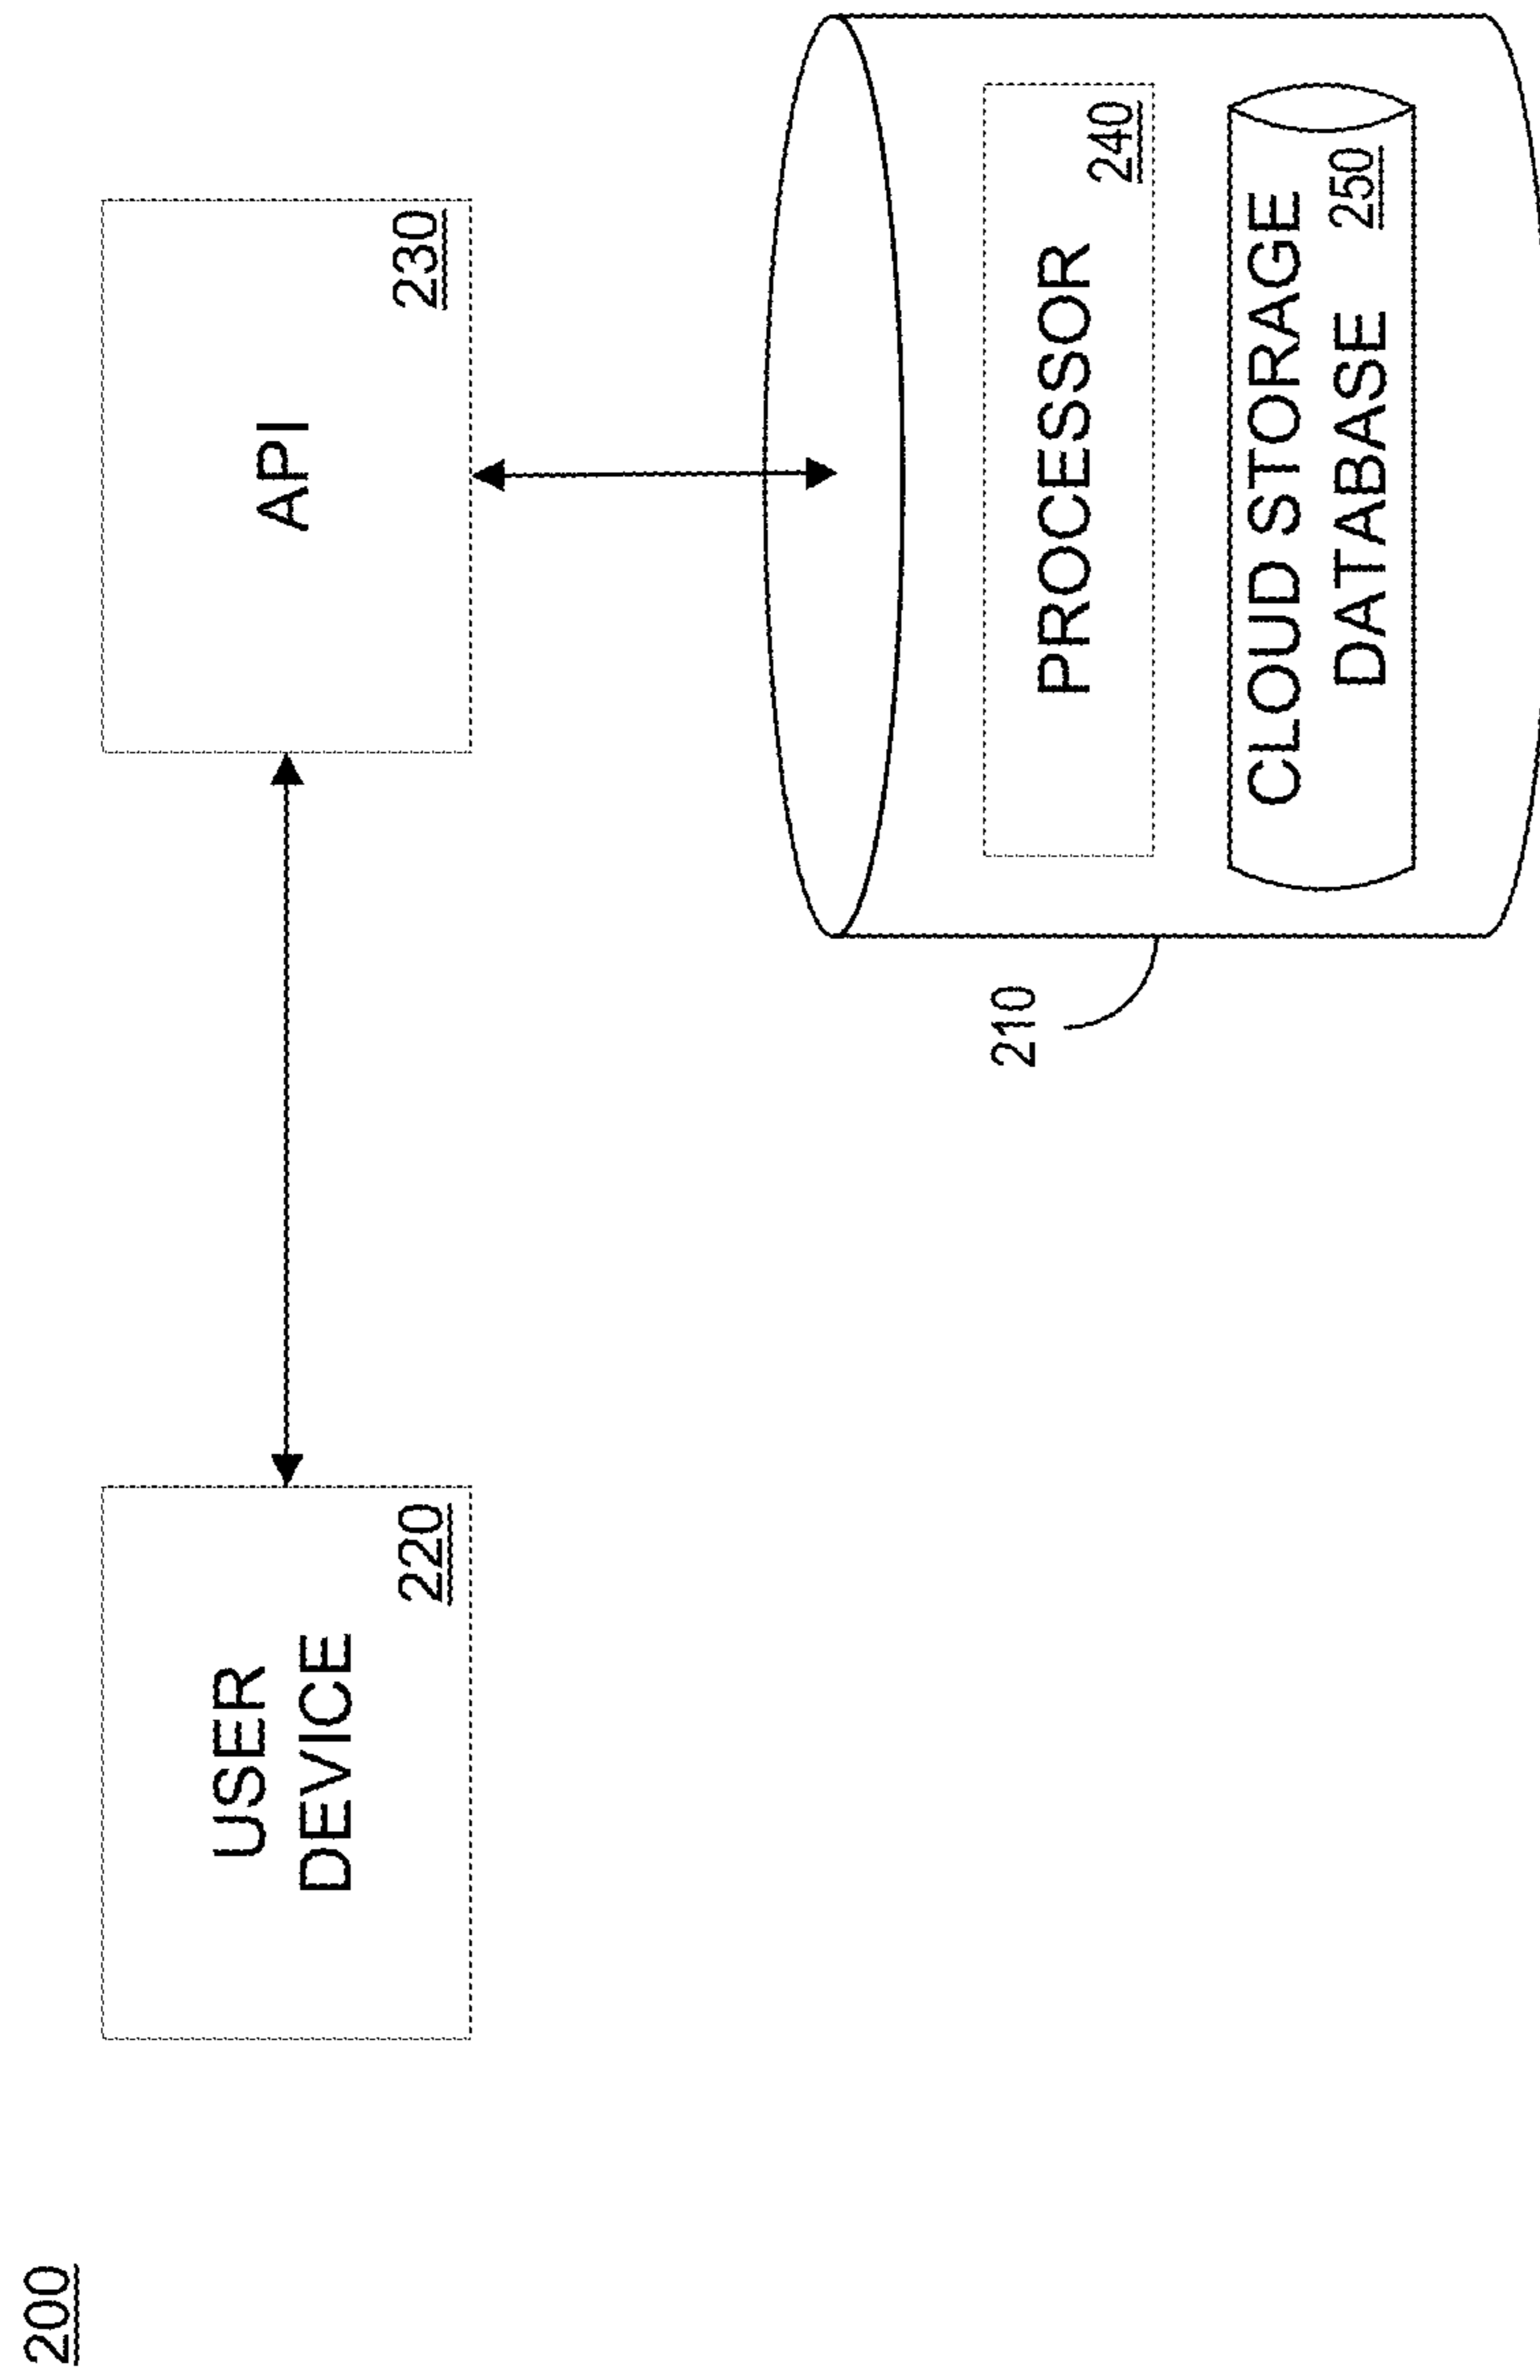 200
USER
DEVICE
220
API
230
210
PROCESSOR
240
CLOUD STORAGE
DATABASE 250